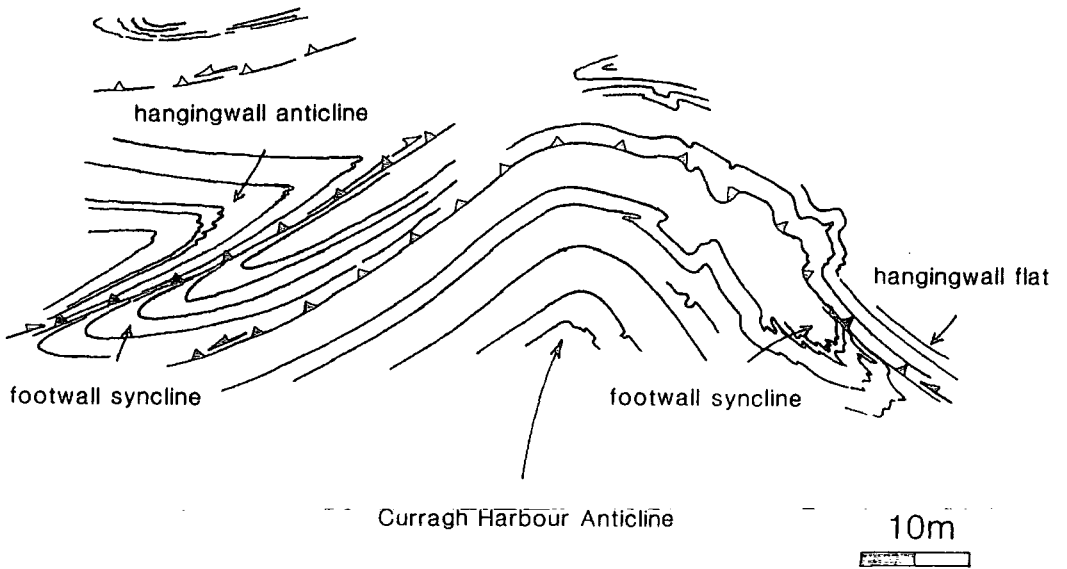 hangingwall anticline
hangingwall flat
footwall syncline
footwall syncline
Curragh Harbour Anticline
10m